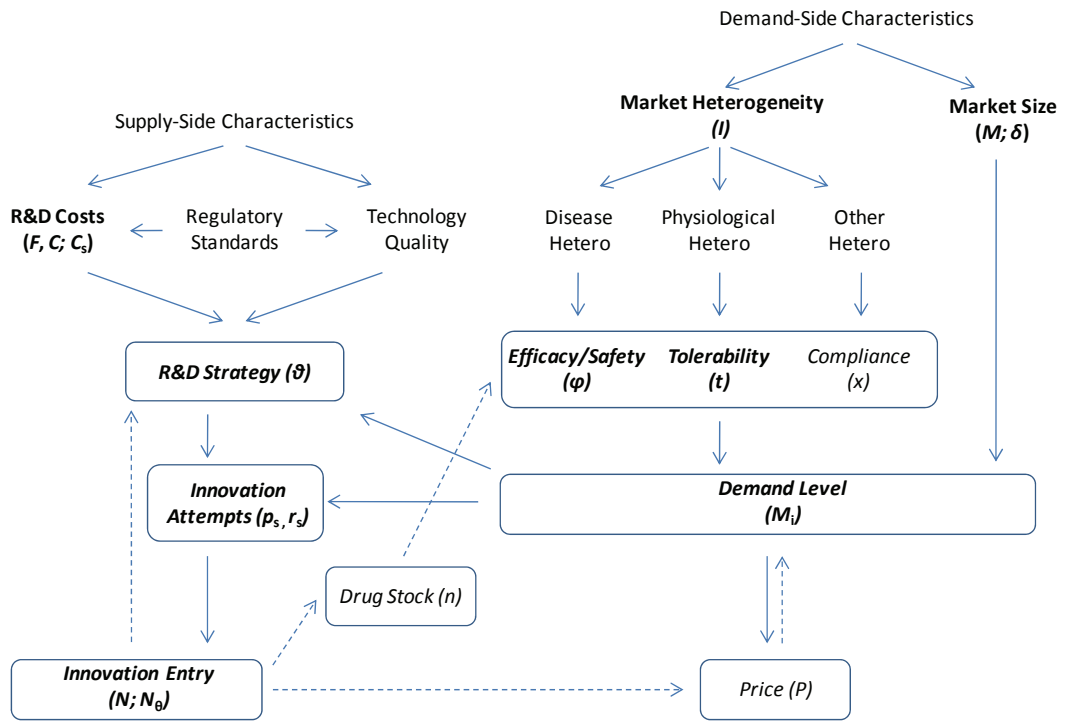 Demand-Side Characteristics
Market Heterogeneity
(I)
Market Size
(M; δ)
Supply-Side Characteristics
R&D Costs
(F, C; Cs)
Regulatory
Standards
Technology
Quality
Disease
Hetero
Physiological
Hetero
Other
Hetero
R&D Strategy (ϑ)
Efficacy/Safety
(φ)
Tolerability
(t)
Compliance
(x)
Innovation
Attempts (ps, rs)
Demand Level
(Mi)
Drug Stock (n)
Innovation Entry
(N; Nθ)
Price (P)